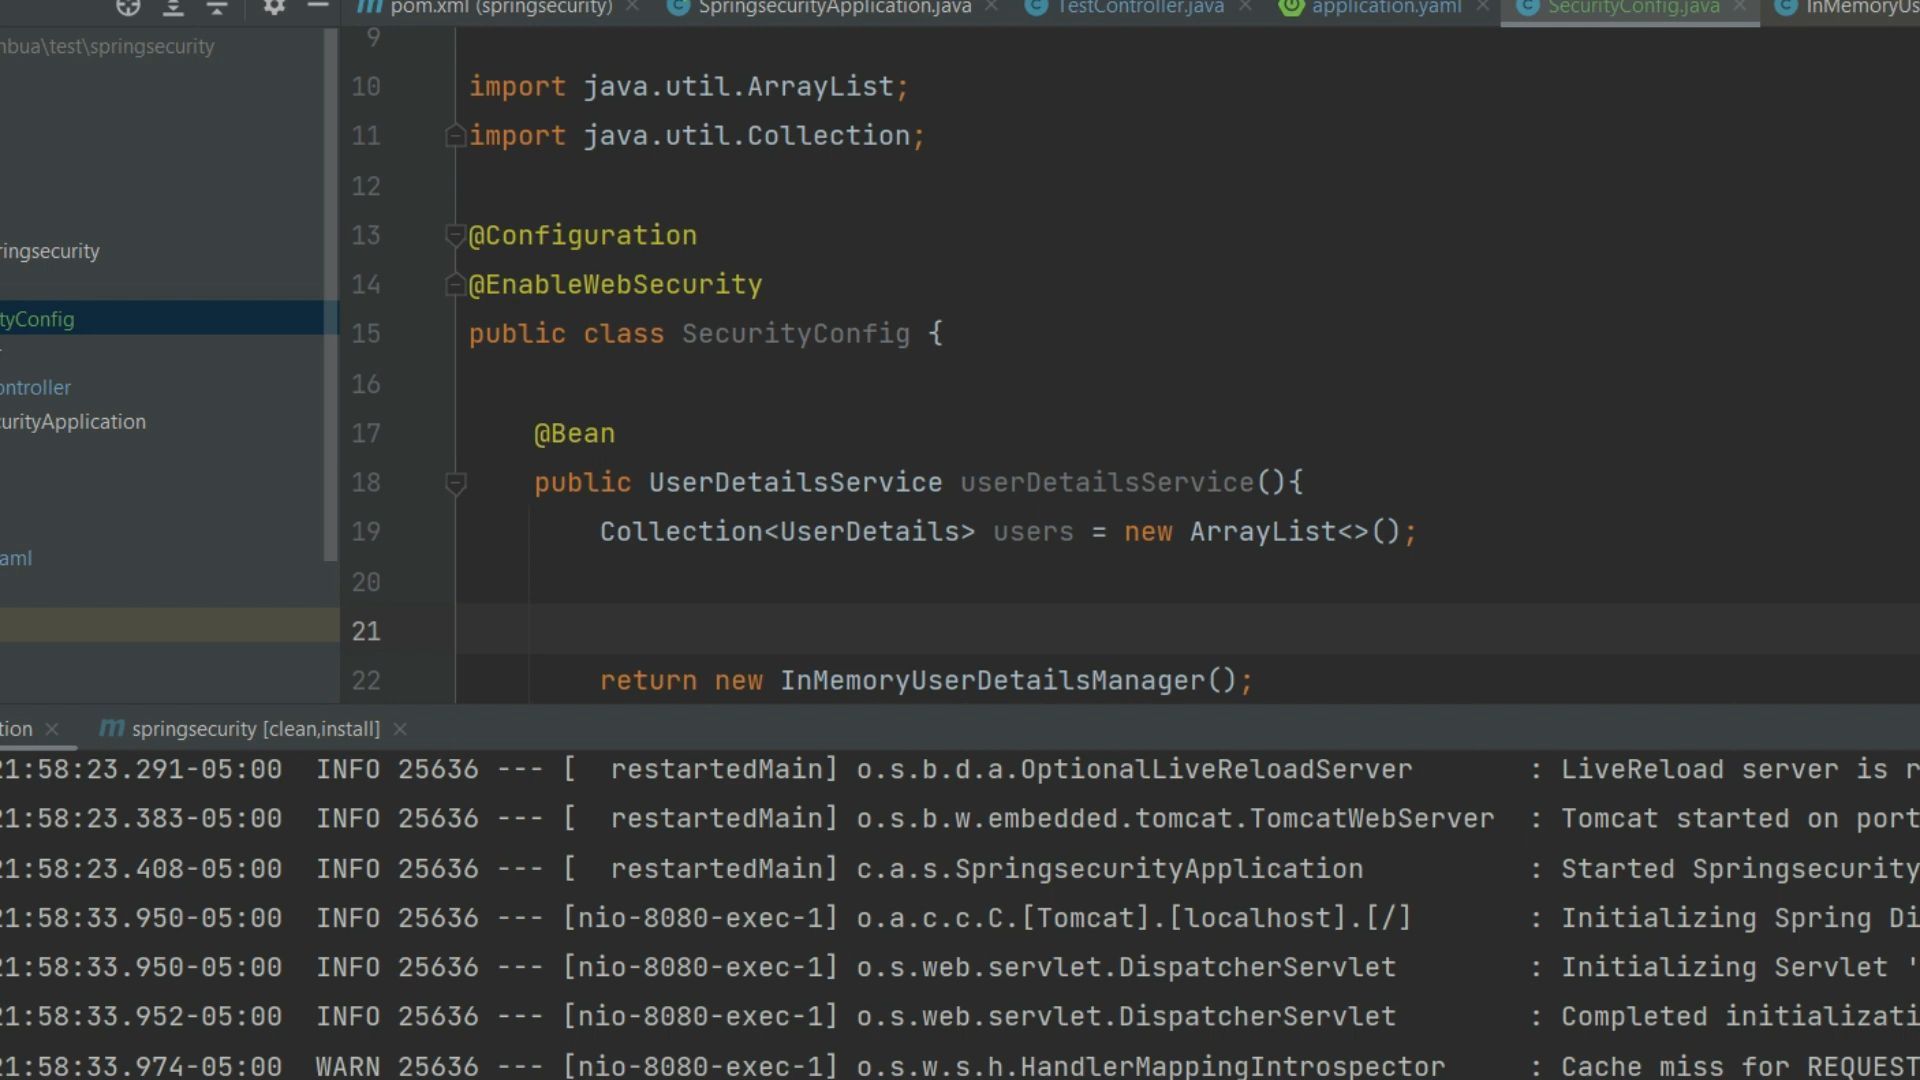 pom.xml (springsecurity) SpringsecurityApplication.java TestController.java application.yaml SecurityConfig.java InMemoryUs
nbua\test\springsecurity
ringsecurity
tyConfig
ontroller
curityApplication
aml
9
10 import java.util.ArrayList;
11 import java.util.Collection;
12
13 @Configuration
14 @EnableWebSecurity
15 public class SecurityConfig {
16
17 @Bean
18 public UserDetailsService userDetailsService(){
19 Collection<UserDetails> users = new ArrayList<>();
20
21
22 return new InMemoryUserDetailsManager();
tion springsecurity [clean,install]
21:58:23.291-05:00 INFO 25636 --- [ restartedMain] o.s.b.d.a.OptionalLiveReloadServer : LiveReload server is r
21:58:23.383-05:00 INFO 25636 --- [ restartedMain] o.s.b.w.embedded.tomcat.TomcatWebServer : Tomcat started on port
21:58:23.408-05:00 INFO 25636 --- [ restartedMain] c.a.s.SpringsecurityApplication : Started Springsecurity
21:58:33.950-05:00 INFO 25636 --- [nio-8080-exec-1] o.a.c.c.C.[Tomcat].[localhost].[/] : Initializing Spring Di
21:58:33.950-05:00 INFO 25636 --- [nio-8080-exec-1] o.s.web.servlet.DispatcherServlet : Initializing Servlet '
21:58:33.952-05:00 INFO 25636 --- [nio-8080-exec-1] o.s.web.servlet.DispatcherServlet : Completed initializati
21:58:33.974-05:00 WARN 25636 --- [nio-8080-exec-1] o.s.w.s.h.HandlerMappingIntrospector : Cache miss for REQUEST